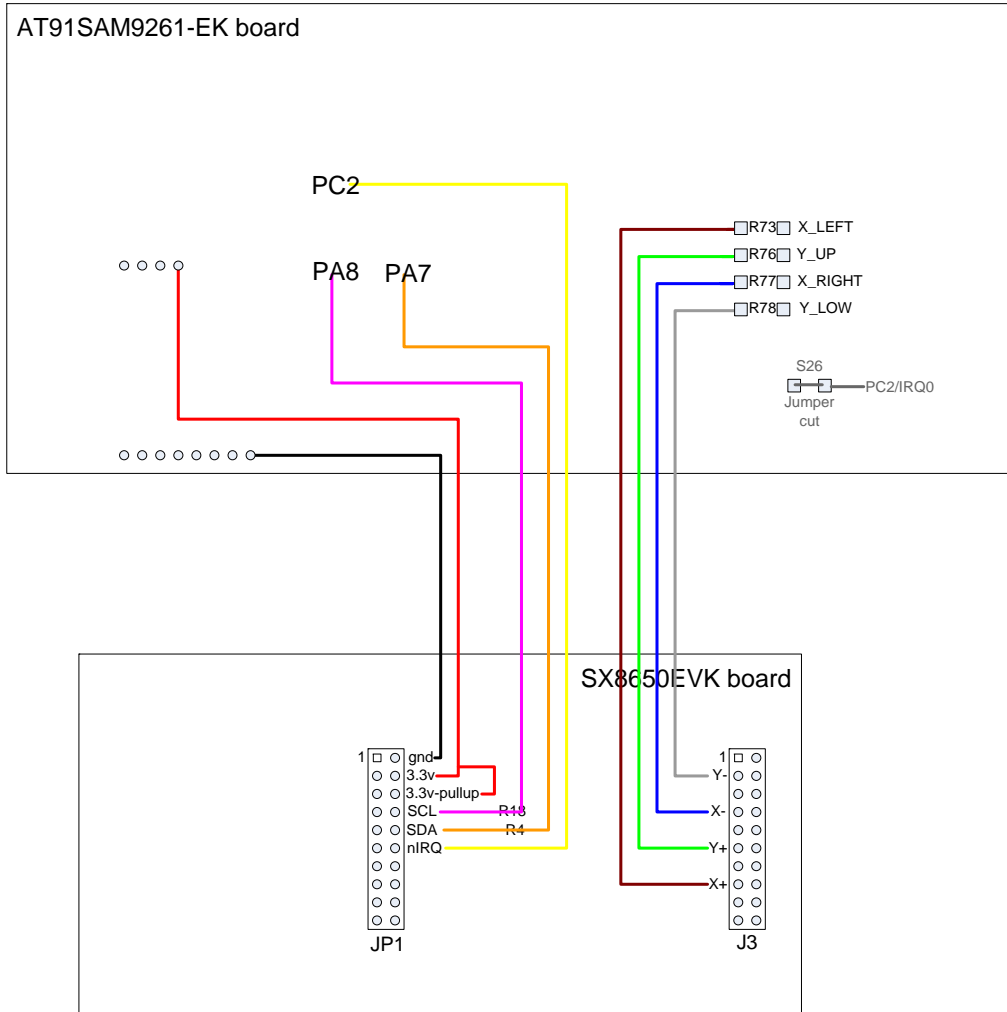 AT91SAM9261-EK board
PC2
PA8 PA7
R73 X_LEFT
R76 Y_UP
R77 X_RIGHT
R78 Y_LOW
S26
PC2/IRQ0
Jumper
cut
SX8650EVK board
1 gnd
3.3v
3.3v-pullup
SCL R18
SDA R4
nIRQ
JP1
1
Y-
X-
Y+
X+
J3